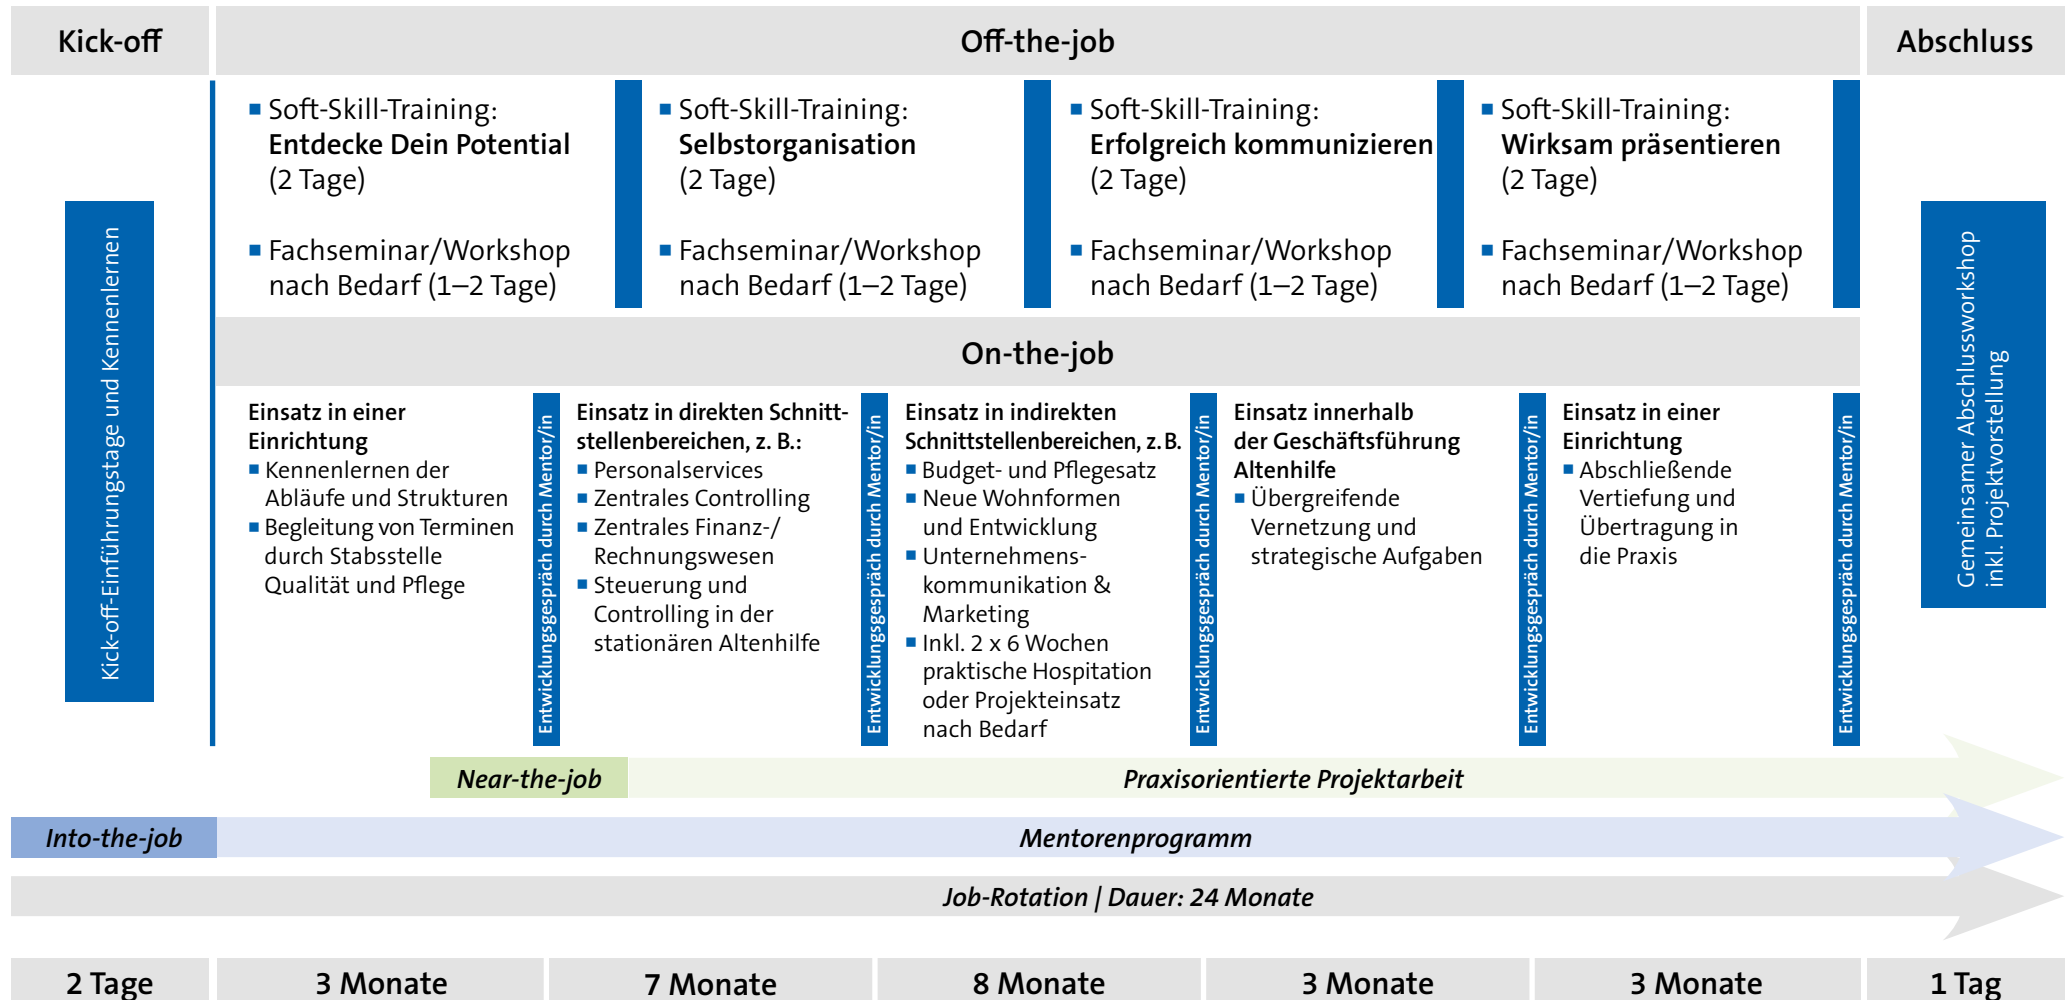 Kick-off
Off-the-job
Abschluss
Kick-off-Einführungstage und Kennenlernen
Soft-Skill-Training:
Entdecke Dein Potential
(2 Tage)
Fachseminar/Workshop
nach Bedarf (1–2 Tage)
Soft-Skill-Training:
Selbstorganisation
(2 Tage)
Fachseminar/Workshop
nach Bedarf (1–2 Tage)
Soft-Skill-Training:
Erfolgreich kommunizieren
(2 Tage)
Fachseminar/Workshop
nach Bedarf (1–2 Tage)
Soft-Skill-Training:
Wirksam präsentieren
(2 Tage)
Fachseminar/Workshop
nach Bedarf (1–2 Tage)
Gemeinsamer Abschlussworkshop
inkl. Projektvorstellung
On-the-job
Einsatz in einer
Einrichtung
Kennenlernen der
Abläufe und Strukturen
Begleitung von Terminen
durch Stabsstelle
Qualität und Pflege
Entwicklungsgespräch durch Mentor/in
Einsatz in direkten Schnitt-
stellenbereichen, z. B.:
Personalservices
Zentrales Controlling
Zentrales Finanz-/
Rechnungswesen
Steuerung und
Controlling in der
stationären Altenhilfe
Entwicklungsgespräch durch Mentor/in
Einsatz in indirekten
Schnittstellenbereichen, z. B.
Budget- und Pflegesatz
Neue Wohnformen
und Entwicklung
Unternehmens-
kommunikation &
Marketing
Inkl. 2 x 6 Wochen
praktische Hospitation
oder Projekteinsatz
nach Bedarf
Entwicklungsgespräch durch Mentor/in
Einsatz innerhalb
der Geschäftsführung
Altenhilfe
Übergreifende
Vernetzung und
strategische Aufgaben
Entwicklungsgespräch durch Mentor/in
Einsatz in einer
Einrichtung
Abschließende
Vertiefung und
Übertragung in
die Praxis
Entwicklungsgespräch durch Mentor/in
Near-the-job
Praxisorientierte Projektarbeit
Into-the-job
Mentorenprogramm
Job-Rotation | Dauer: 24 Monate
2 Tage
3 Monate
7 Monate
8 Monate
3 Monate
3 Monate
1 Tag